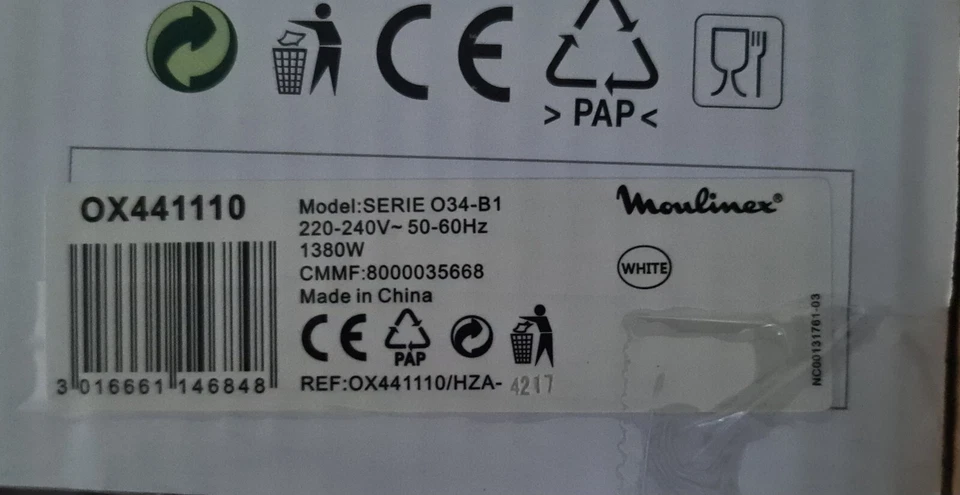 > PAP <
OX441110
Model:SERIE O34-B1
220-240V~ 50-60Hz
1380W
CMMF:8000035668
Made in China
CE
PAP
REF:OX441110/HZA- 4217
3 016661 146848
Moulinex®
WHITE
NC00131761-03